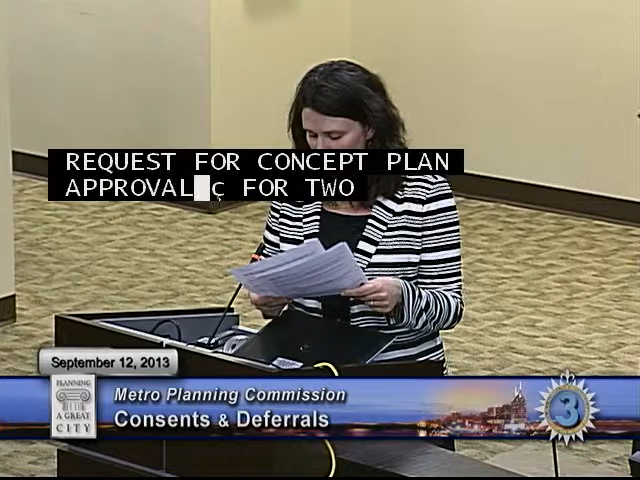 REQUEST FOR CONCEPT PLAN
APPROVAL█ç FOR TWO
September 12, 2013
PLANNING
A GREAT
CITY
Metro Planning Commission
Consents & Deferrals
3